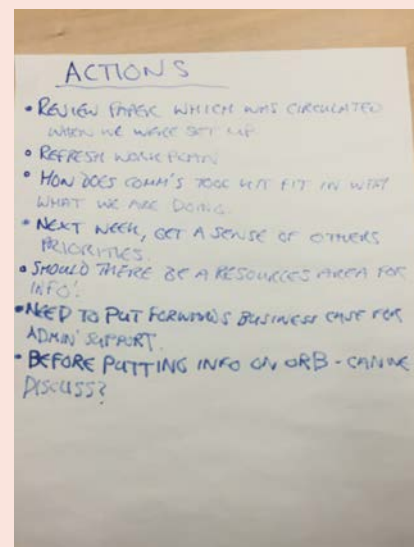 ACTIONS
• REVIEW PAPER WHICH WAS CIRCULATED
WHEN WE WERE SET UP
• REFRESH WORK PLAN
• HOW DOES COMM'S TOOL KIT FIT IN WITH
WHAT WE ARE DOING.
• NEXT WEEK, GET A SENSE OF OTHERS
PRIORITIES.
• SHOULD THERE BE A RESOURCES AREA FOR
INFO'.
• NEED TO PUT FORWARDS BUSINESS CASE FOR
ADMIN' SUPPORT.
• BEFORE PUTTING INFO ON ORB - CAN WE
DISCUSS?